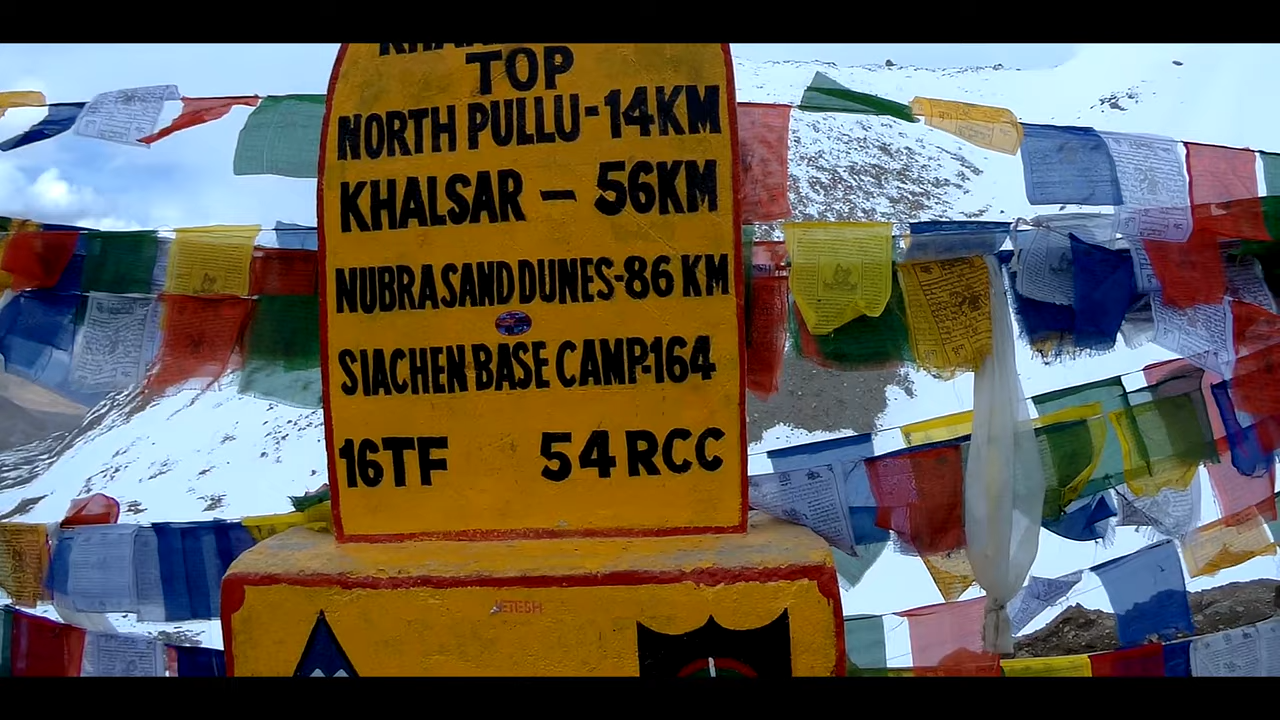 TOP
NORTH PULLU-14KM
KHALSAR - 56KM
NUBRA SAND DUNES-86 KM
SIACHEN BASE CAMP-164
16TF 54 RCC